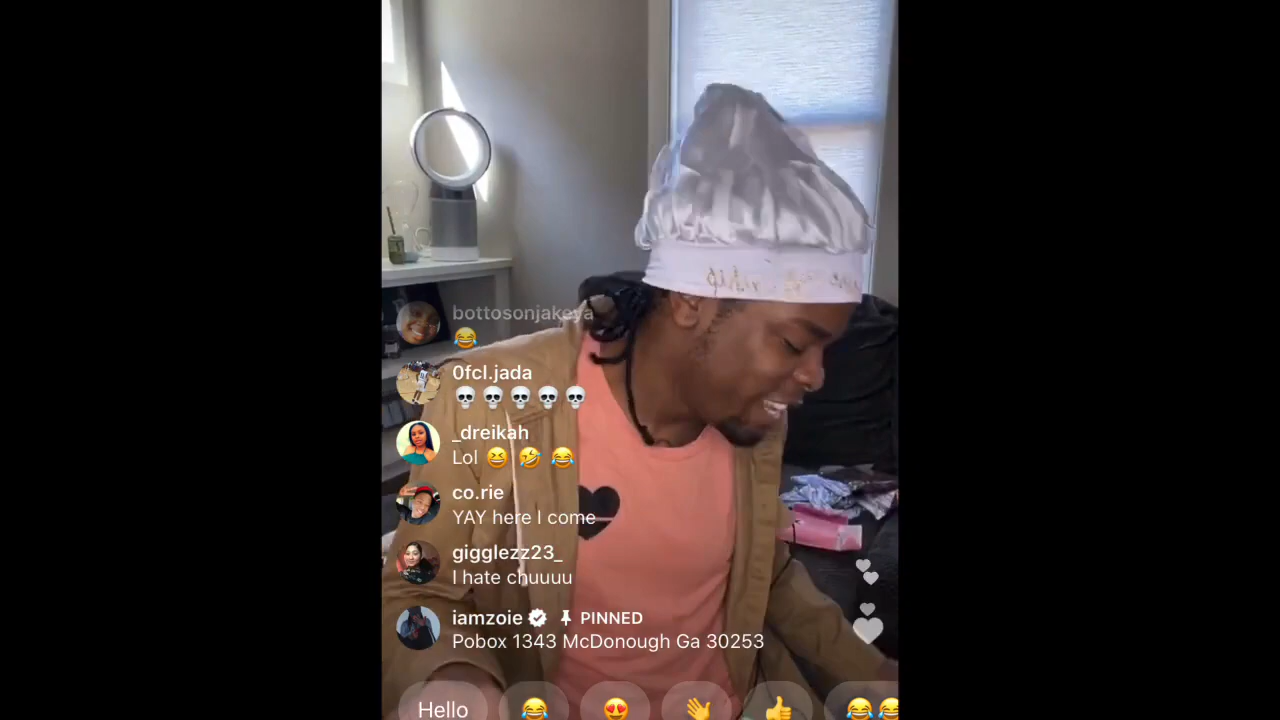 bottosonjakeya
😂
0fcl.jada
💀💀💀💀💀
_dreikah
Lol 😆 🤣 😂
co.rie
YAY here I come
gigglezz23_
I hate chuuuu
iamzoie PINNED
Pobox 1343 McDonough Ga 30253
Hello 😂 😍 👋 👍 😂😂